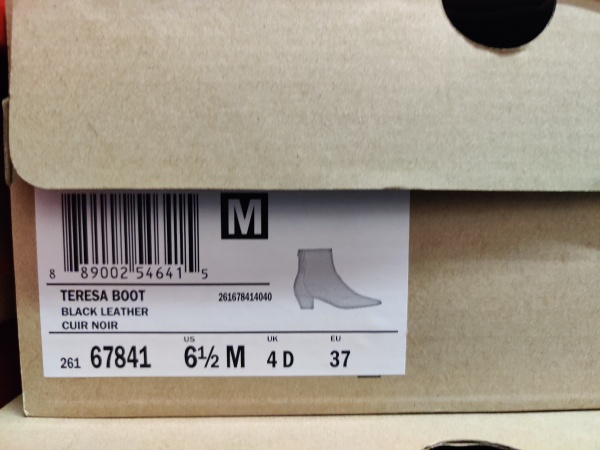 M
8 89002 54641 5
TERESA BOOT 261678414040
BLACK LEATHER
CUIR NOIR
US UK EU
261 67841 6½ M 4 D 37